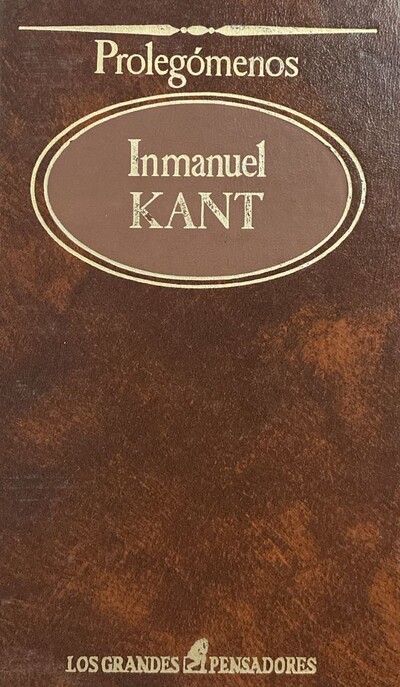 Prolegómenos
Inmanuel
KANT
LOS GRANDES PENSADORES